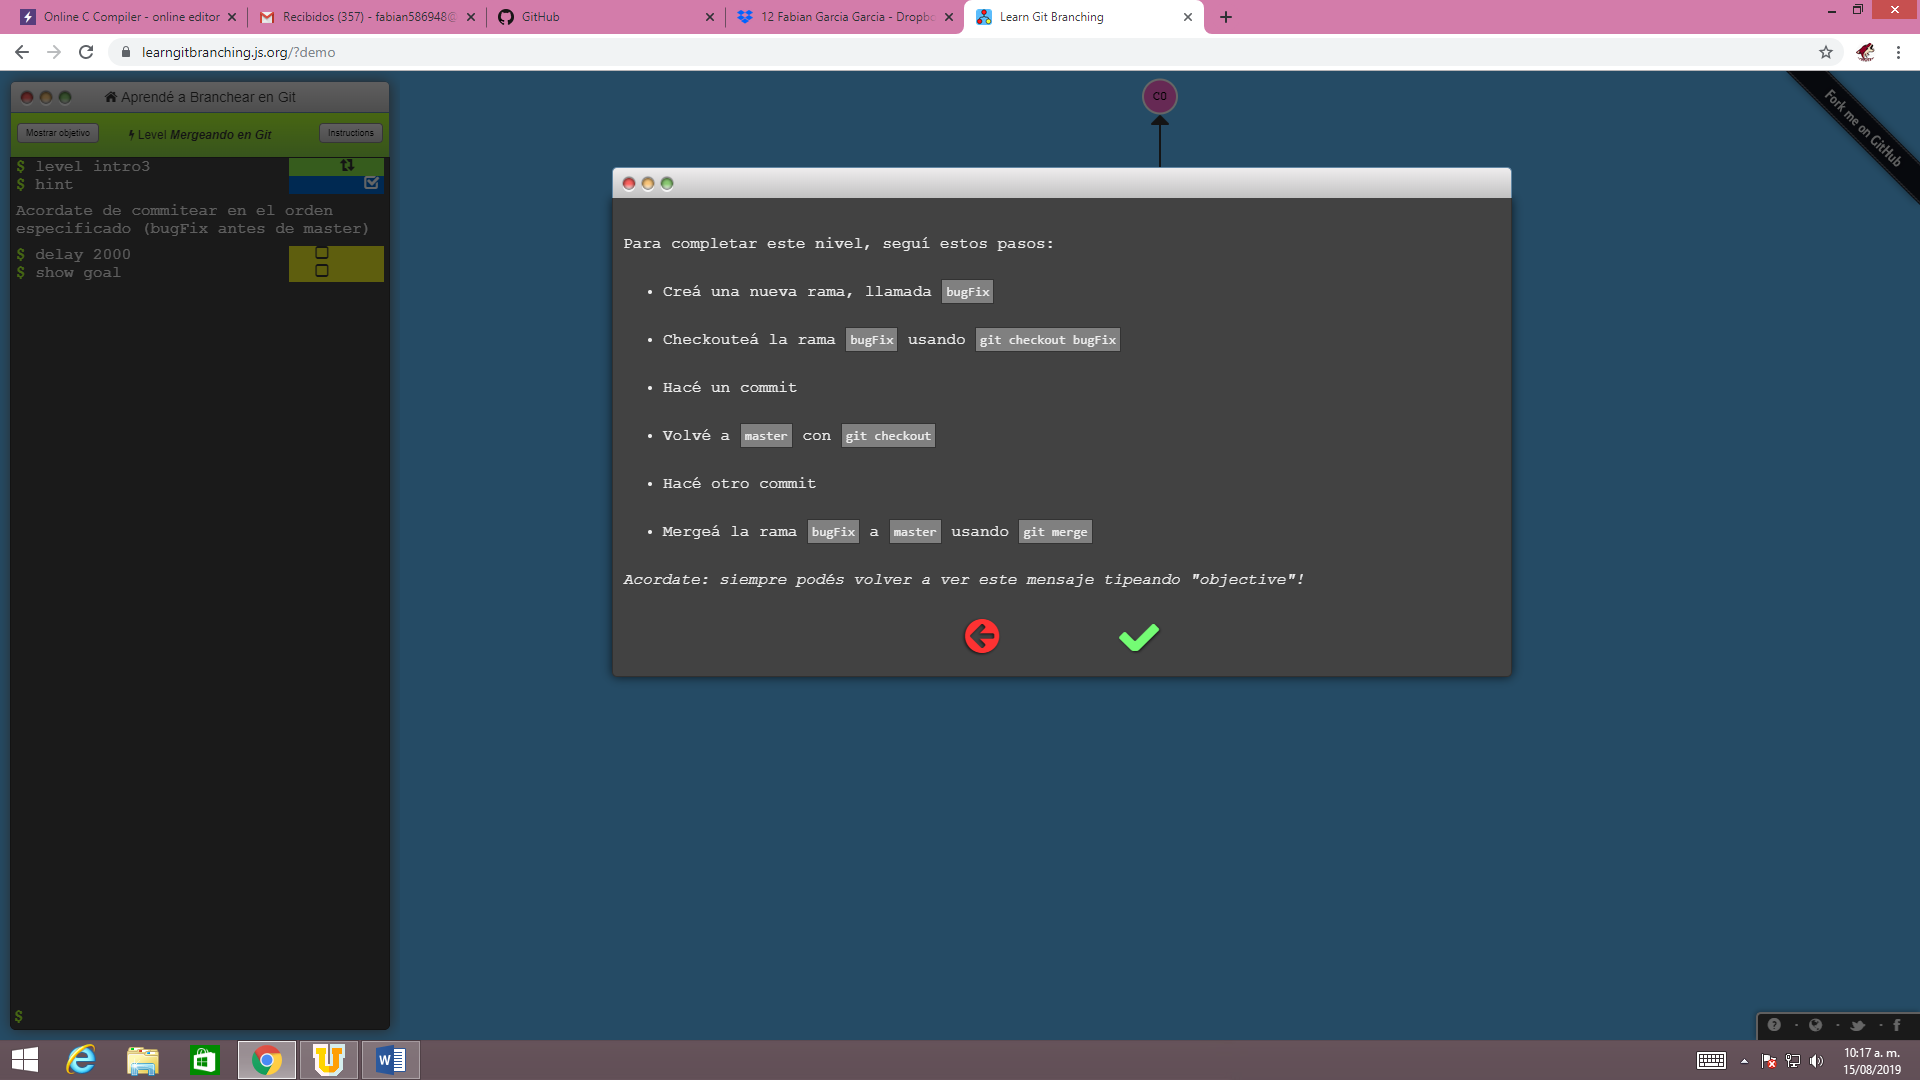 Online C Compiler - online editor
Recibidos (357) - fabian586948@
GitHub
12 Fabian Garcia Garcia - Dropbo
Learn Git Branching
learngitbranching.js.org/?demo
Aprendé a Branchear en Git
Mostrar objetivo
Level Mergeando en Git
Instructions
$ level intro3
$ hint
Acordate de commitear en el orden
especificado (bugFix antes de master)
$ delay 2000
$ show goal
$
C0
Fork me on GitHub
Para completar este nivel, seguí estos pasos:
• Creá una nueva rama, llamada bugFix
• Checkouteá la rama bugFix usando git checkout bugFix
• Hacé un commit
• Volvé a master con git checkout
• Hacé otro commit
• Mergeá la rama bugFix a master usando git merge
Acordate: siempre podés volver a ver este mensaje tipeando "objective"!
10:17 a. m.
15/08/2019